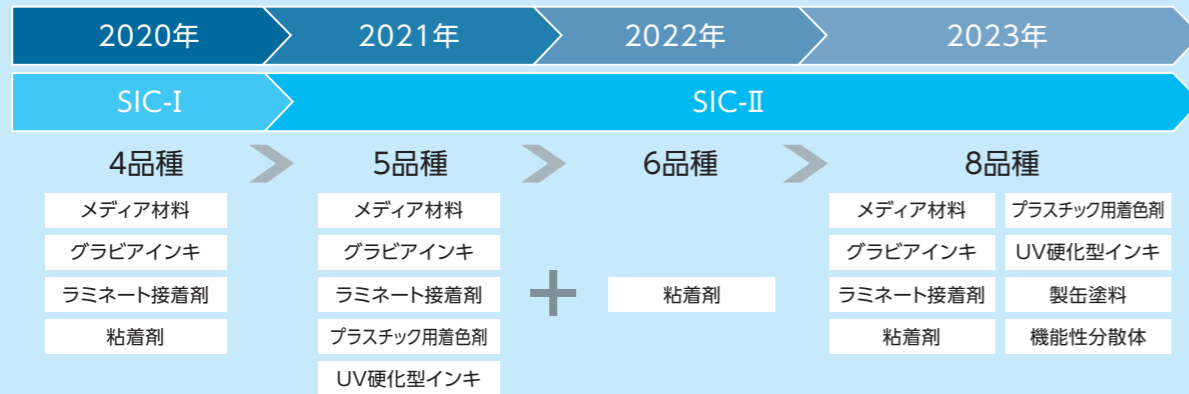 2020年
2021年
2022年
2023年
SIC-I
SIC-Ⅱ
4品種
5品種
6品種
8品種
メディア材料
グラビアインキ
ラミネート接着剤
粘着剤
メディア材料
グラビアインキ
ラミネート接着剤
プラスチック用着色剤
UV硬化型インキ
+
粘着剤
メディア材料
グラビアインキ
ラミネート接着剤
粘着剤
プラスチック用着色剤
UV硬化型インキ
製缶塗料
機能性分散体